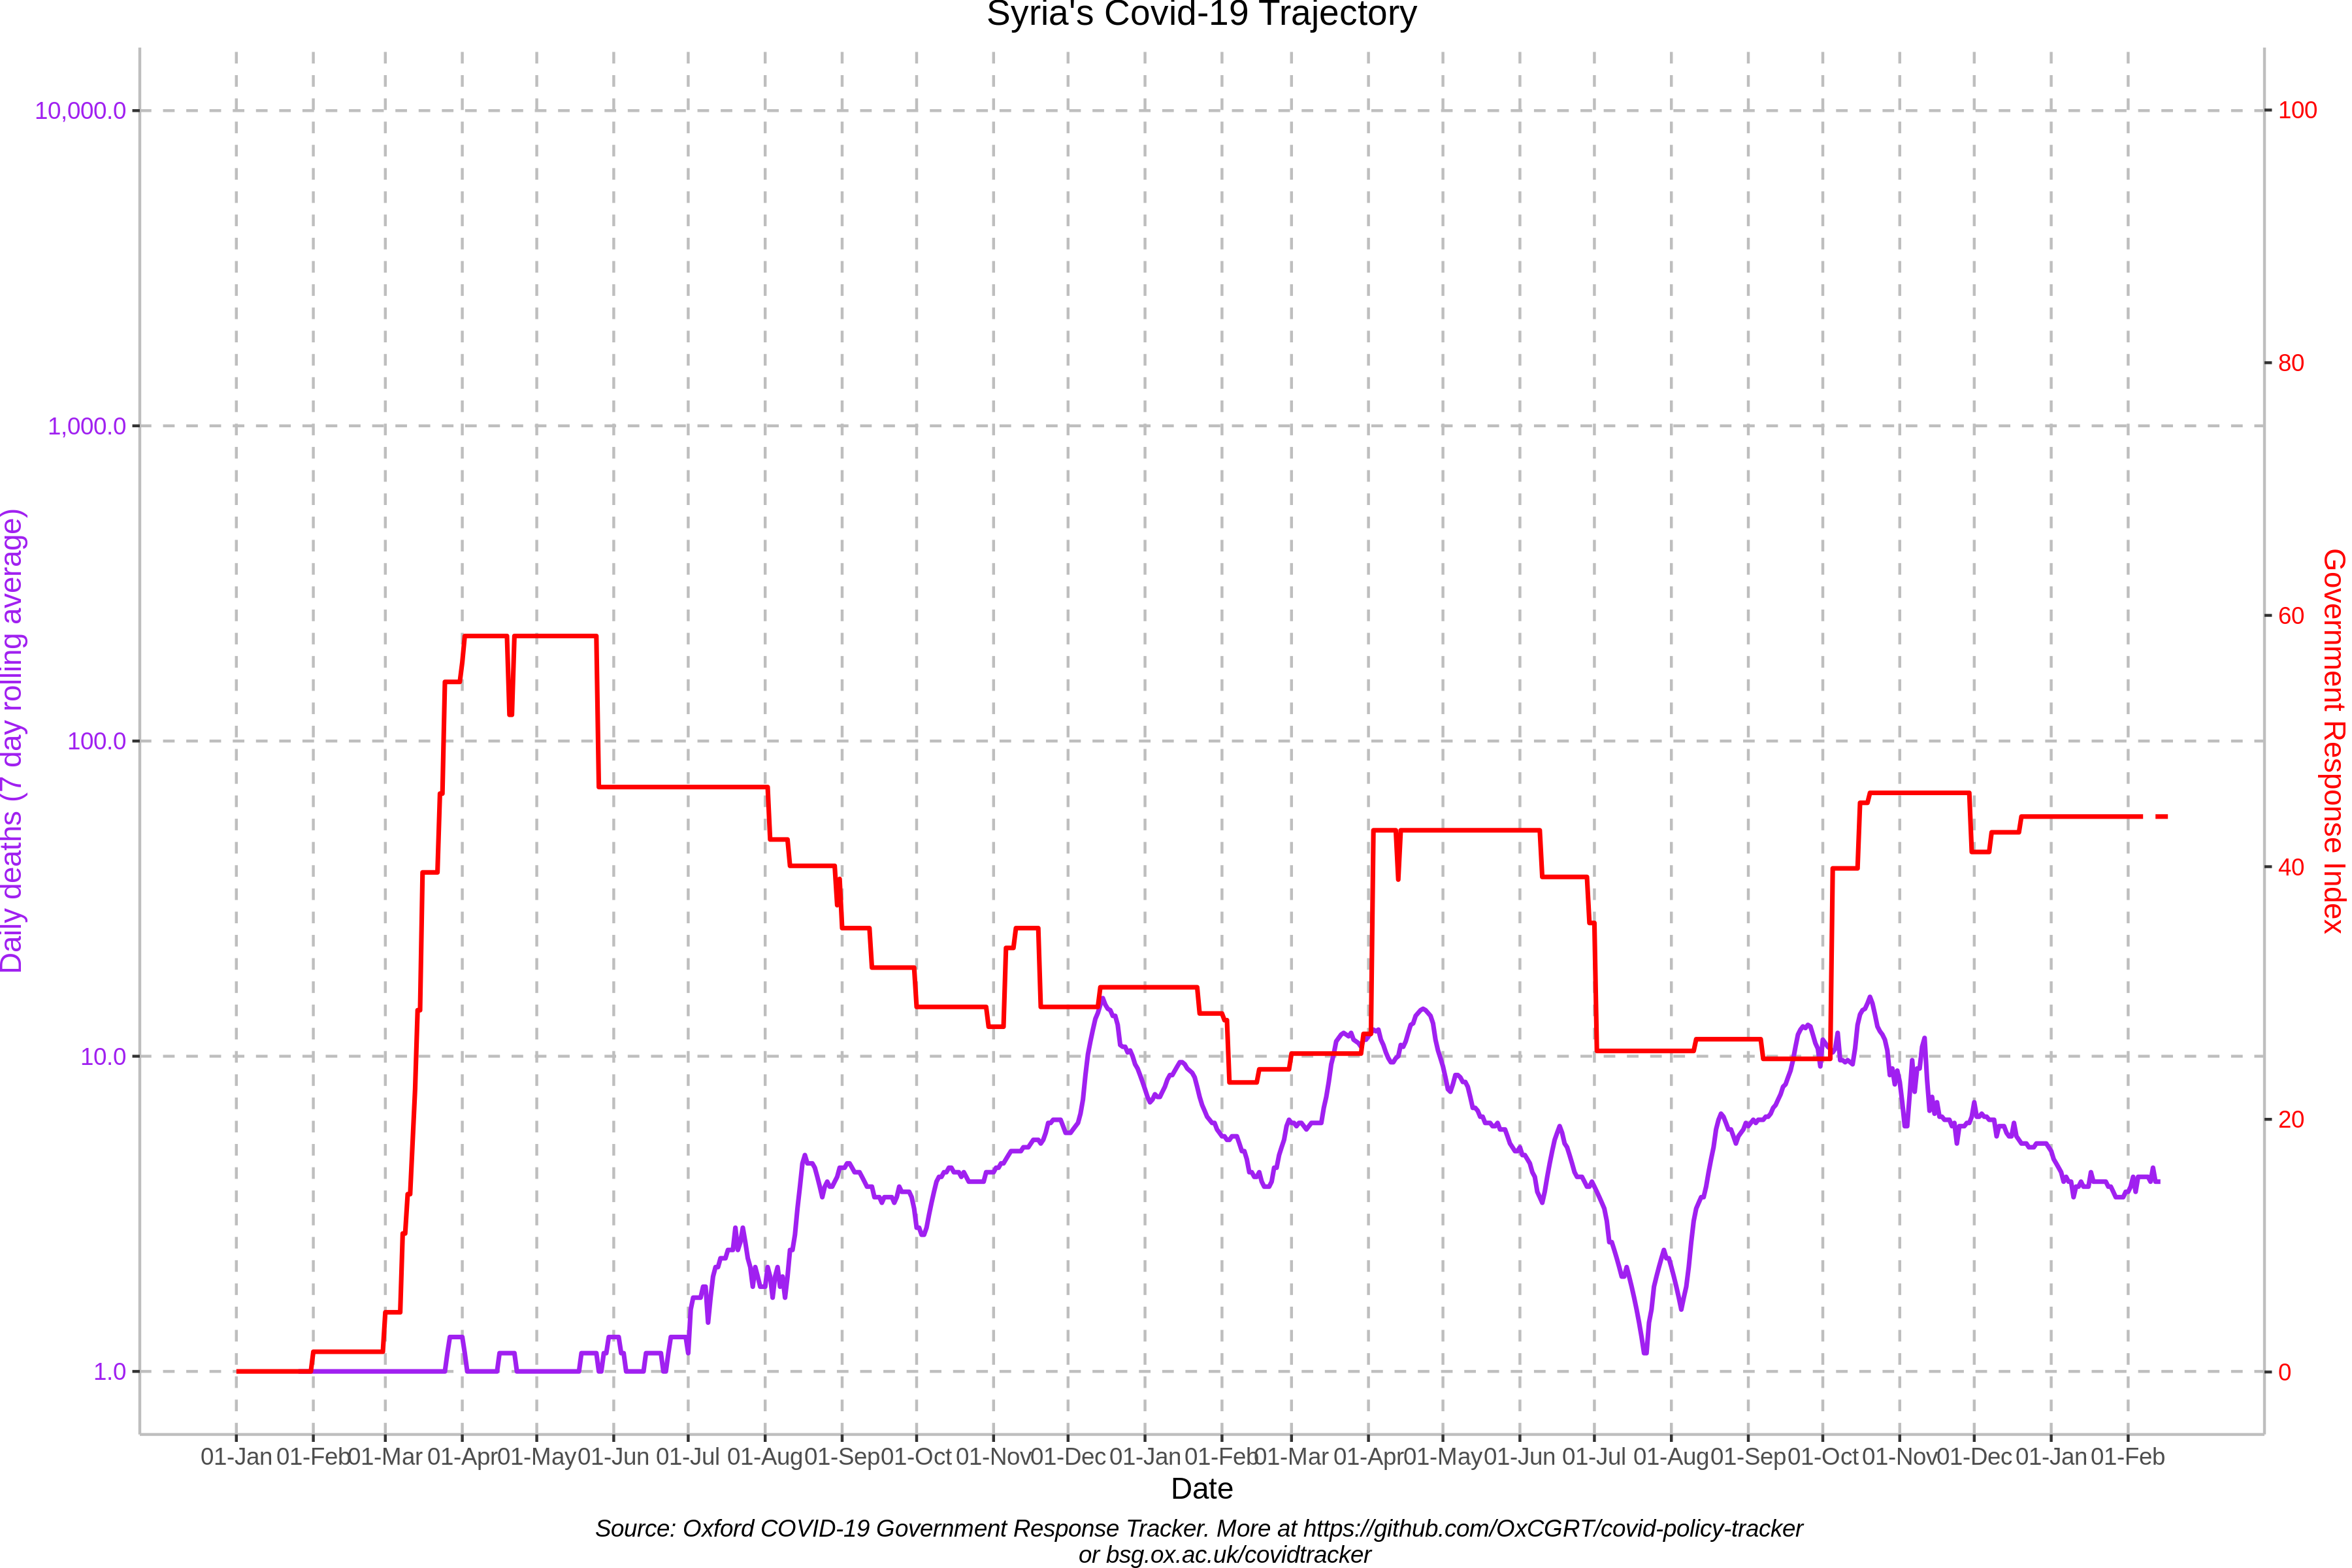 Syria's Covid-19 Trajectory
10,000.0
1,000.0
100.0
10.0
1.0
Daily deaths (7 day rolling average)
100
80
60
40
20
0
Government Response Index
01-Jan 01-Feb 01-Mar 01-Apr 01-May 01-Jun 01-Jul 01-Aug 01-Sep 01-Oct 01-Nov 01-Dec 01-Jan 01-Feb 01-Mar 01-Apr 01-May 01-Jun 01-Jul 01-Aug 01-Sep 01-Oct 01-Nov 01-Dec 01-Jan 01-Feb
Date
Source: Oxford COVID-19 Government Response Tracker. More at https://github.com/OxCGRT/covid-policy-tracker
or bsg.ox.ac.uk/covidtracker